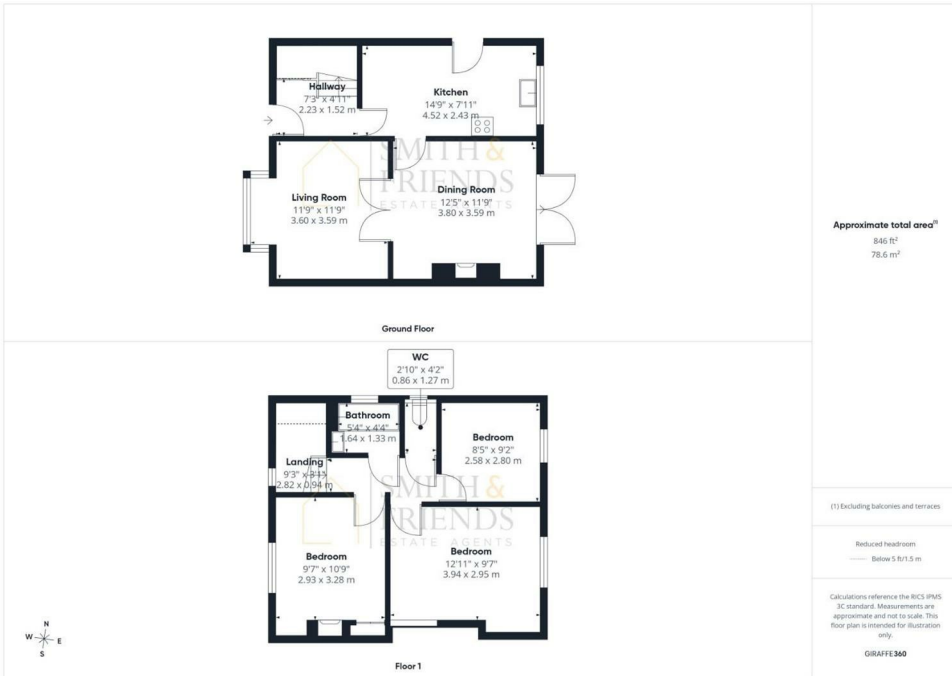 Hallway
7'3" x 4'11"
2.23 x 1.52 m
Kitchen
14'9" x 7'11"
4.52 x 2.43 m
SMITH &
FRIENDS
ESTATE AGENTS
Living Room
11'9" x 11'9"
3.60 x 3.59 m
Dining Room
12'5" x 11'9"
3.80 x 3.59 m
Ground Floor
WC
2'10" x 4'2"
0.86 x 1.27 m
Bathroom
5'4" x 4'4"
1.64 x 1.33 m
Bedroom
8'5" x 9'2"
2.58 x 2.80 m
Landing
9'3" x 3'1"
2.82 x 0.94 m
SMITH &
FRIENDS
ESTATE AGENTS
Bedroom
9'7" x 10'9"
2.93 x 3.28 m
Bedroom
12'11" x 9'7"
3.94 x 2.95 m
N
W E
S
Floor 1
Approximate total area(1)
846 ft²
78.6 m²
(1) Excluding balconies and terraces
Reduced headroom
Below 5 ft/1.5 m
Calculations reference the RICS IPMS
3C standard. Measurements are
approximate and not to scale. This
floor plan is intended for illustration
only.
GIRAFFE360